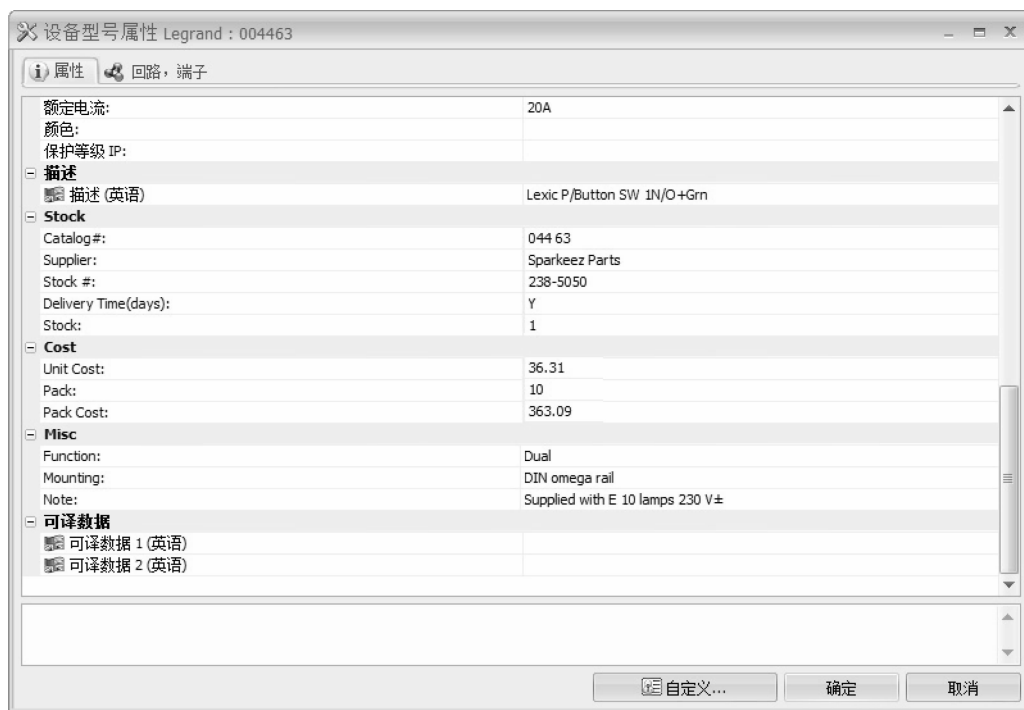 设备型号属性 Legrand : 004463
属性 回路，端子
额定电流: 20A
颜色:
保护等级 IP:
描述
描述 (英语) Lexic P/Button SW 1N/O+Grn
Stock
Catalog#: 044 63
Supplier: Sparkeez Parts
Stock #: 238-5050
Delivery Time(days): Y
Stock: 1
Cost
Unit Cost: 36.31
Pack: 10
Pack Cost: 363.09
Misc
Function: Dual
Mounting: DIN omega rail
Note: Supplied with E 10 lamps 230 V±
可译数据
可译数据 1 (英语)
可译数据 2 (英语)
自定义... 确定 取消